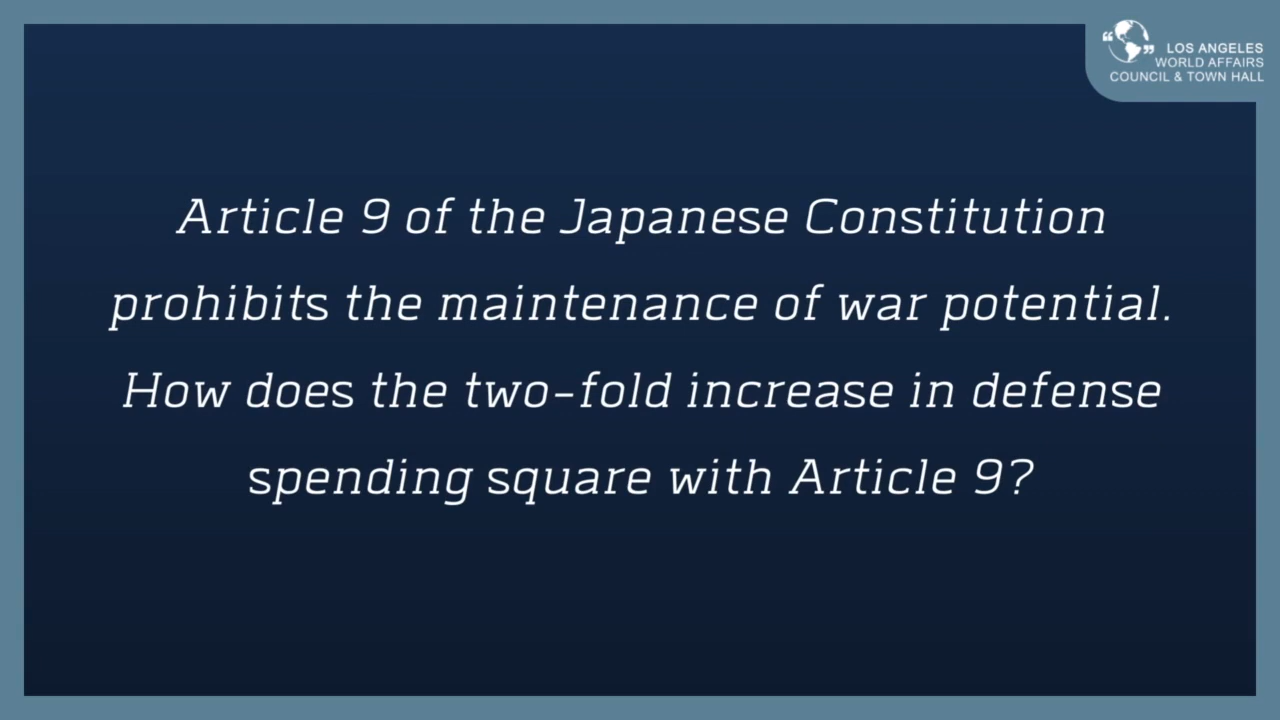 LOS ANGELES
WORLD AFFAIRS
COUNCIL & TOWN HALL
Article 9 of the Japanese Constitution
prohibits the maintenance of war potential.
How does the two-fold increase in defense
spending square with Article 9?